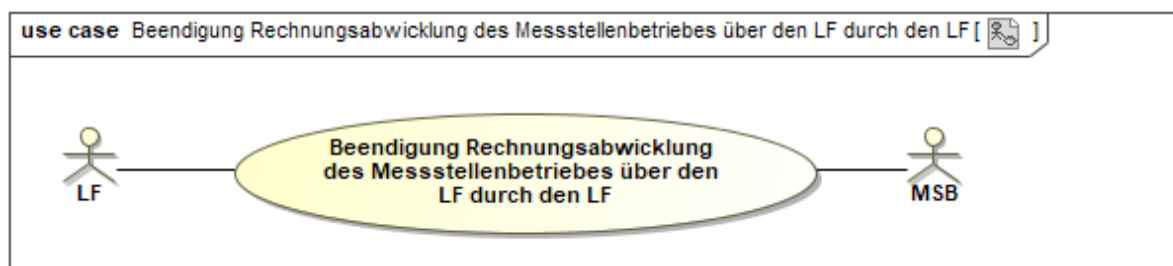 use case Beendigung Rechnungsabwicklung des Messstellenbetriebes über den LF durch den LF [ ]
Beendigung Rechnungsabwicklung
des Messstellenbetriebes über den
LF durch den LF
LF
MSB